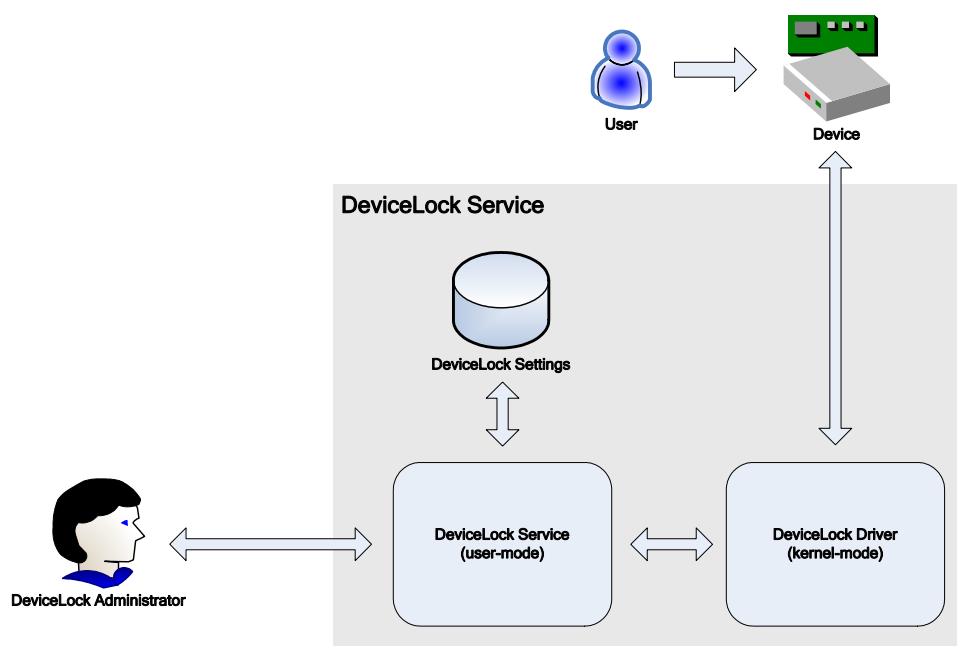 User
Device
DeviceLock Service
DeviceLock Settings
DeviceLock Service
(user-mode)
DeviceLock Driver
(kernel-mode)
DeviceLock Administrator